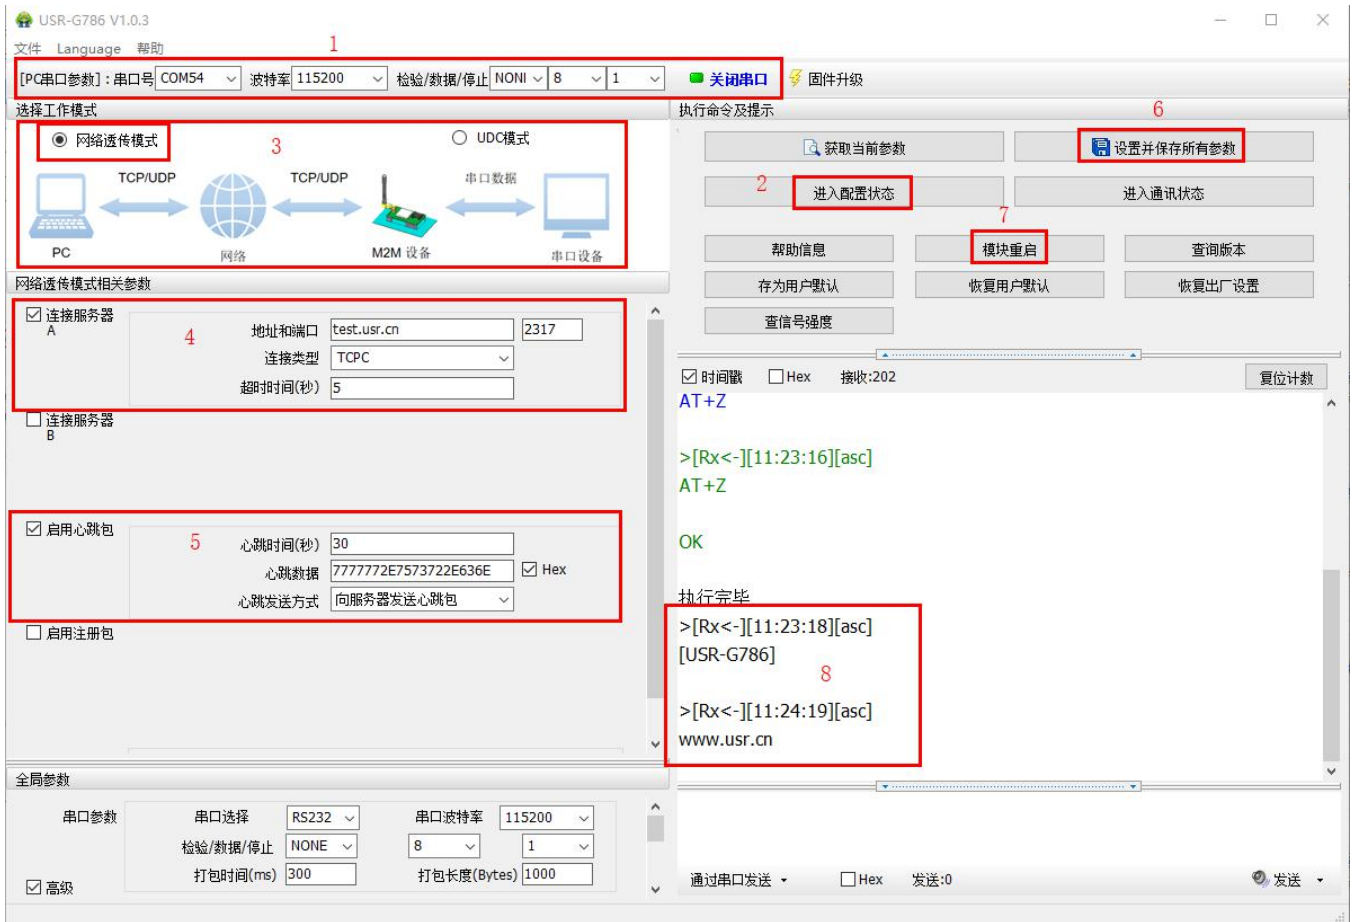 USR-G786 V1.0.3
文件 Language 帮助
1
[PC串口参数]：串口号 COM54 波特率 115200 检验/数据/停止 NONI 8 1 关闭串口 固件升级
选择工作模式
网络透传模式 UDC模式
3
TCP/UDP TCP/UDP 串口数据
PC 网络 M2M 设备 串口设备
网络透传模式相关参数
连接服务器
A
4
地址和端口 test.usr.cn 2317
连接类型 TCPC
超时时间(秒) 5
连接服务器
B
启用心跳包
5
心跳时间(秒) 30
心跳数据 7777772E7573722E636E Hex
心跳发送方式 向服务器发送心跳包
启用注册包
全局参数
串口参数 串口选择 RS232 串口波特率 115200
检验/数据/停止 NONE 8 1
打包时间(ms) 300 打包长度(Bytes) 1000
高级
执行命令及提示
6
获取当前参数 设置并保存所有参数
2
进入配置状态 进入通讯状态
7
帮助信息 模块重启 查询版本
存为用户默认 恢复用户默认 恢复出厂设置
查信号强度
时间戳 Hex 接收:202 复位计数
AT+Z
>[Rx<-][11:23:16][asc]
AT+Z
OK
执行完毕
>[Rx<-][11:23:18][asc]
[USR-G786]
8
>[Rx<-][11:24:19][asc]
www.usr.cn
通过串口发送 Hex 发送:0 发送